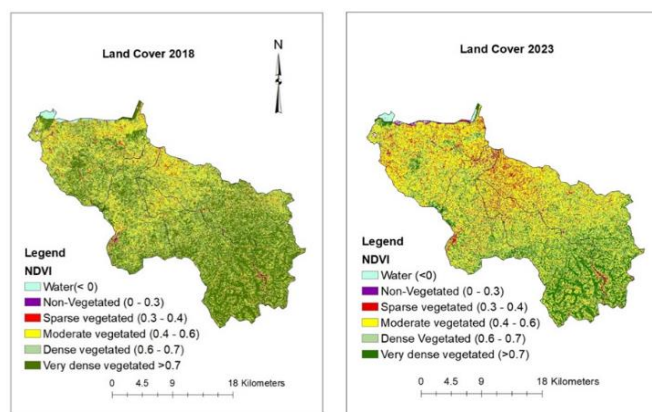 Land Cover 2018
N
Legend
NDVI
Water(< 0)
Non-Vegetated (0 - 0.3)
Sparse vegetated (0.3 - 0.4)
Moderate vegetated (0.4 - 0.6)
Dense vegetated (0.6 - 0.7)
Very dense vegetated >0.7
0 4.5 9 18 Kilometers
Land Cover 2023
Legend
NDVI
Water (<0)
Non-Vegetated (0 - 0.3)
Sparse vegetated (0.3 - 0.4)
Moderate vegetated (0.4 - 0.6)
Dense Vegetated (0.6 - 0.7)
Very dense vegetated (>0.7)
0 4.5 9 18 Kilometers